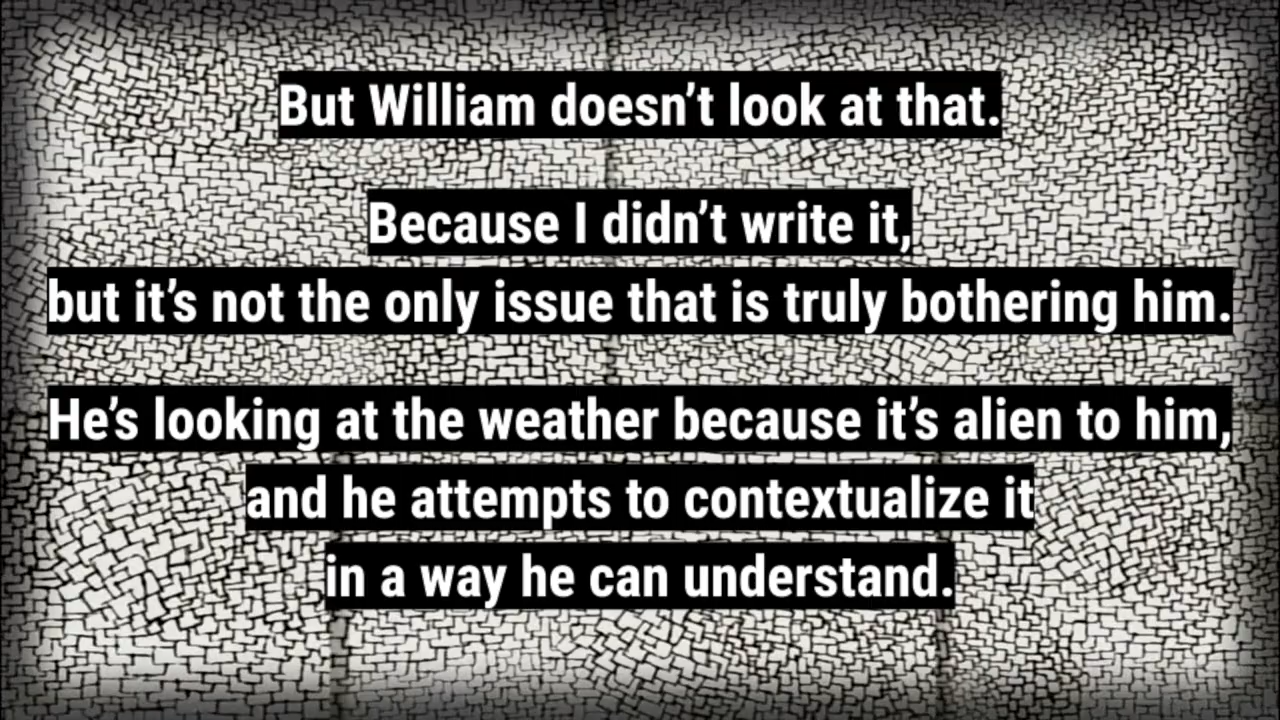 But William doesn’t look at that.
Because I didn’t write it,
but it’s not the only issue that is truly bothering him.
He’s looking at the weather because it’s alien to him,
and he attempts to contextualize it
in a way he can understand.